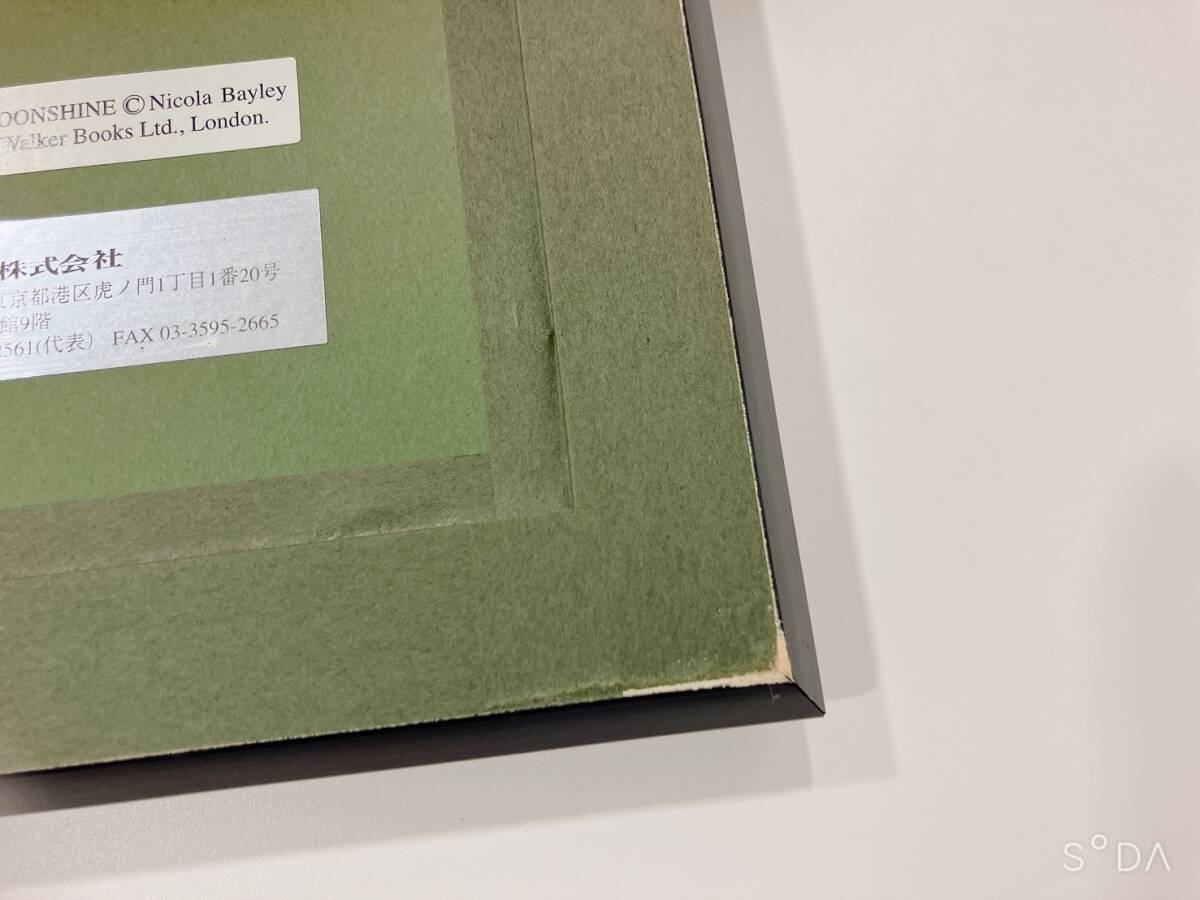 OONSHINE © Nicola Bayley
Walker Books Ltd., London.
株式会社
東京都港区虎ノ門1丁目1番20号
館9階
2561(代表) FAX 03-3595-2665
S°DA